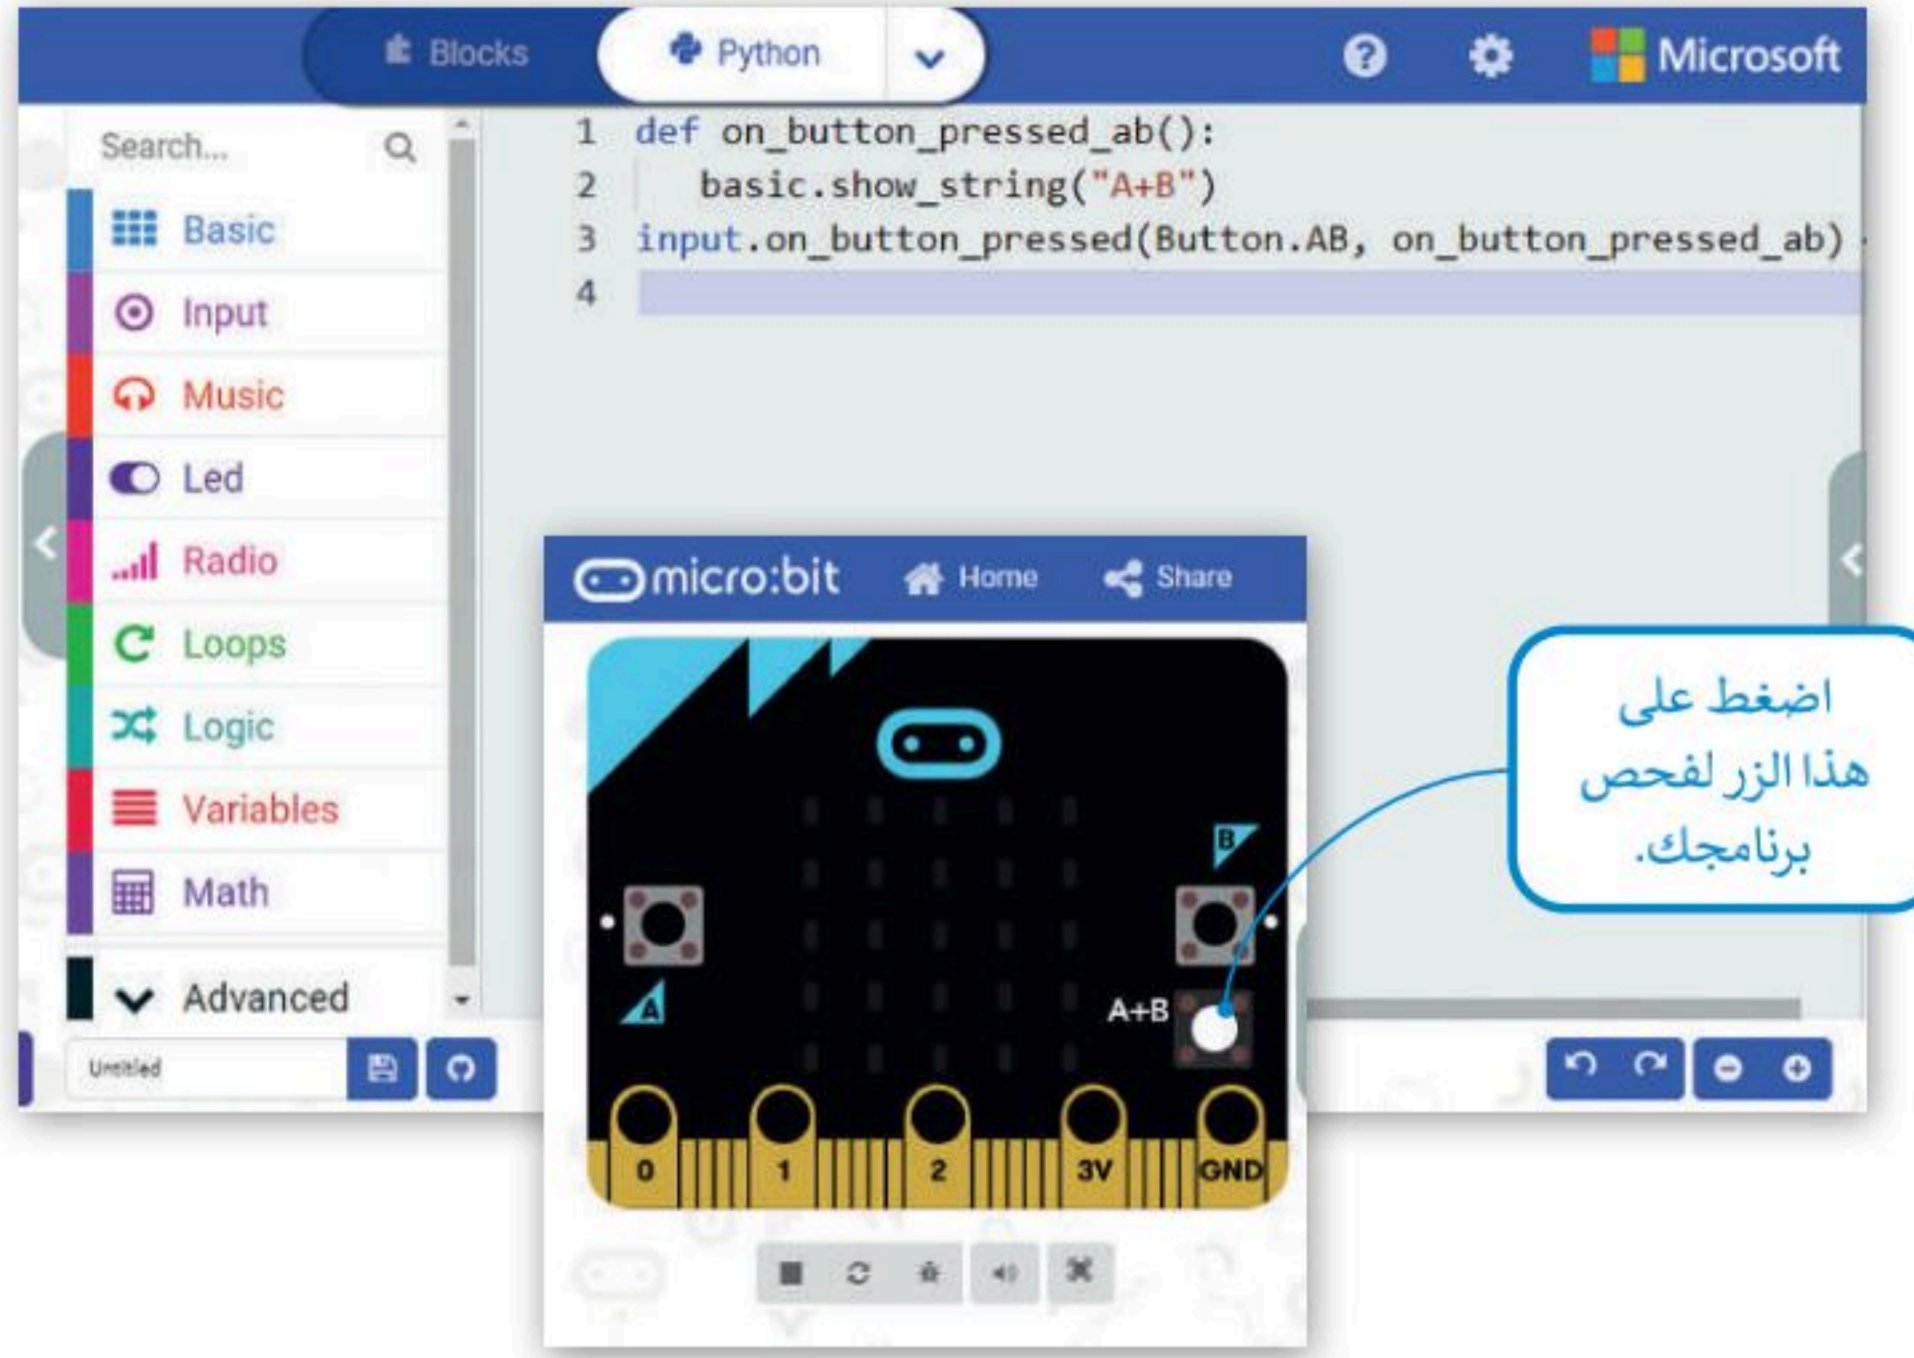 Blocks
Python
Microsoft
Search...
Basic
Input
Music
Led
Radio
Loops
Logic
Variables
Math
Advanced
Untitled
1 def on_button_pressed_ab():
2 basic.show_string("A+B")
3 input.on_button_pressed(Button.AB, on_button_pressed_ab)
4
micro:bit
Home
Share
B
A
A+B
0 1 2 3V GND
اضغط على
هذا الزر لفحص
برنامجك.